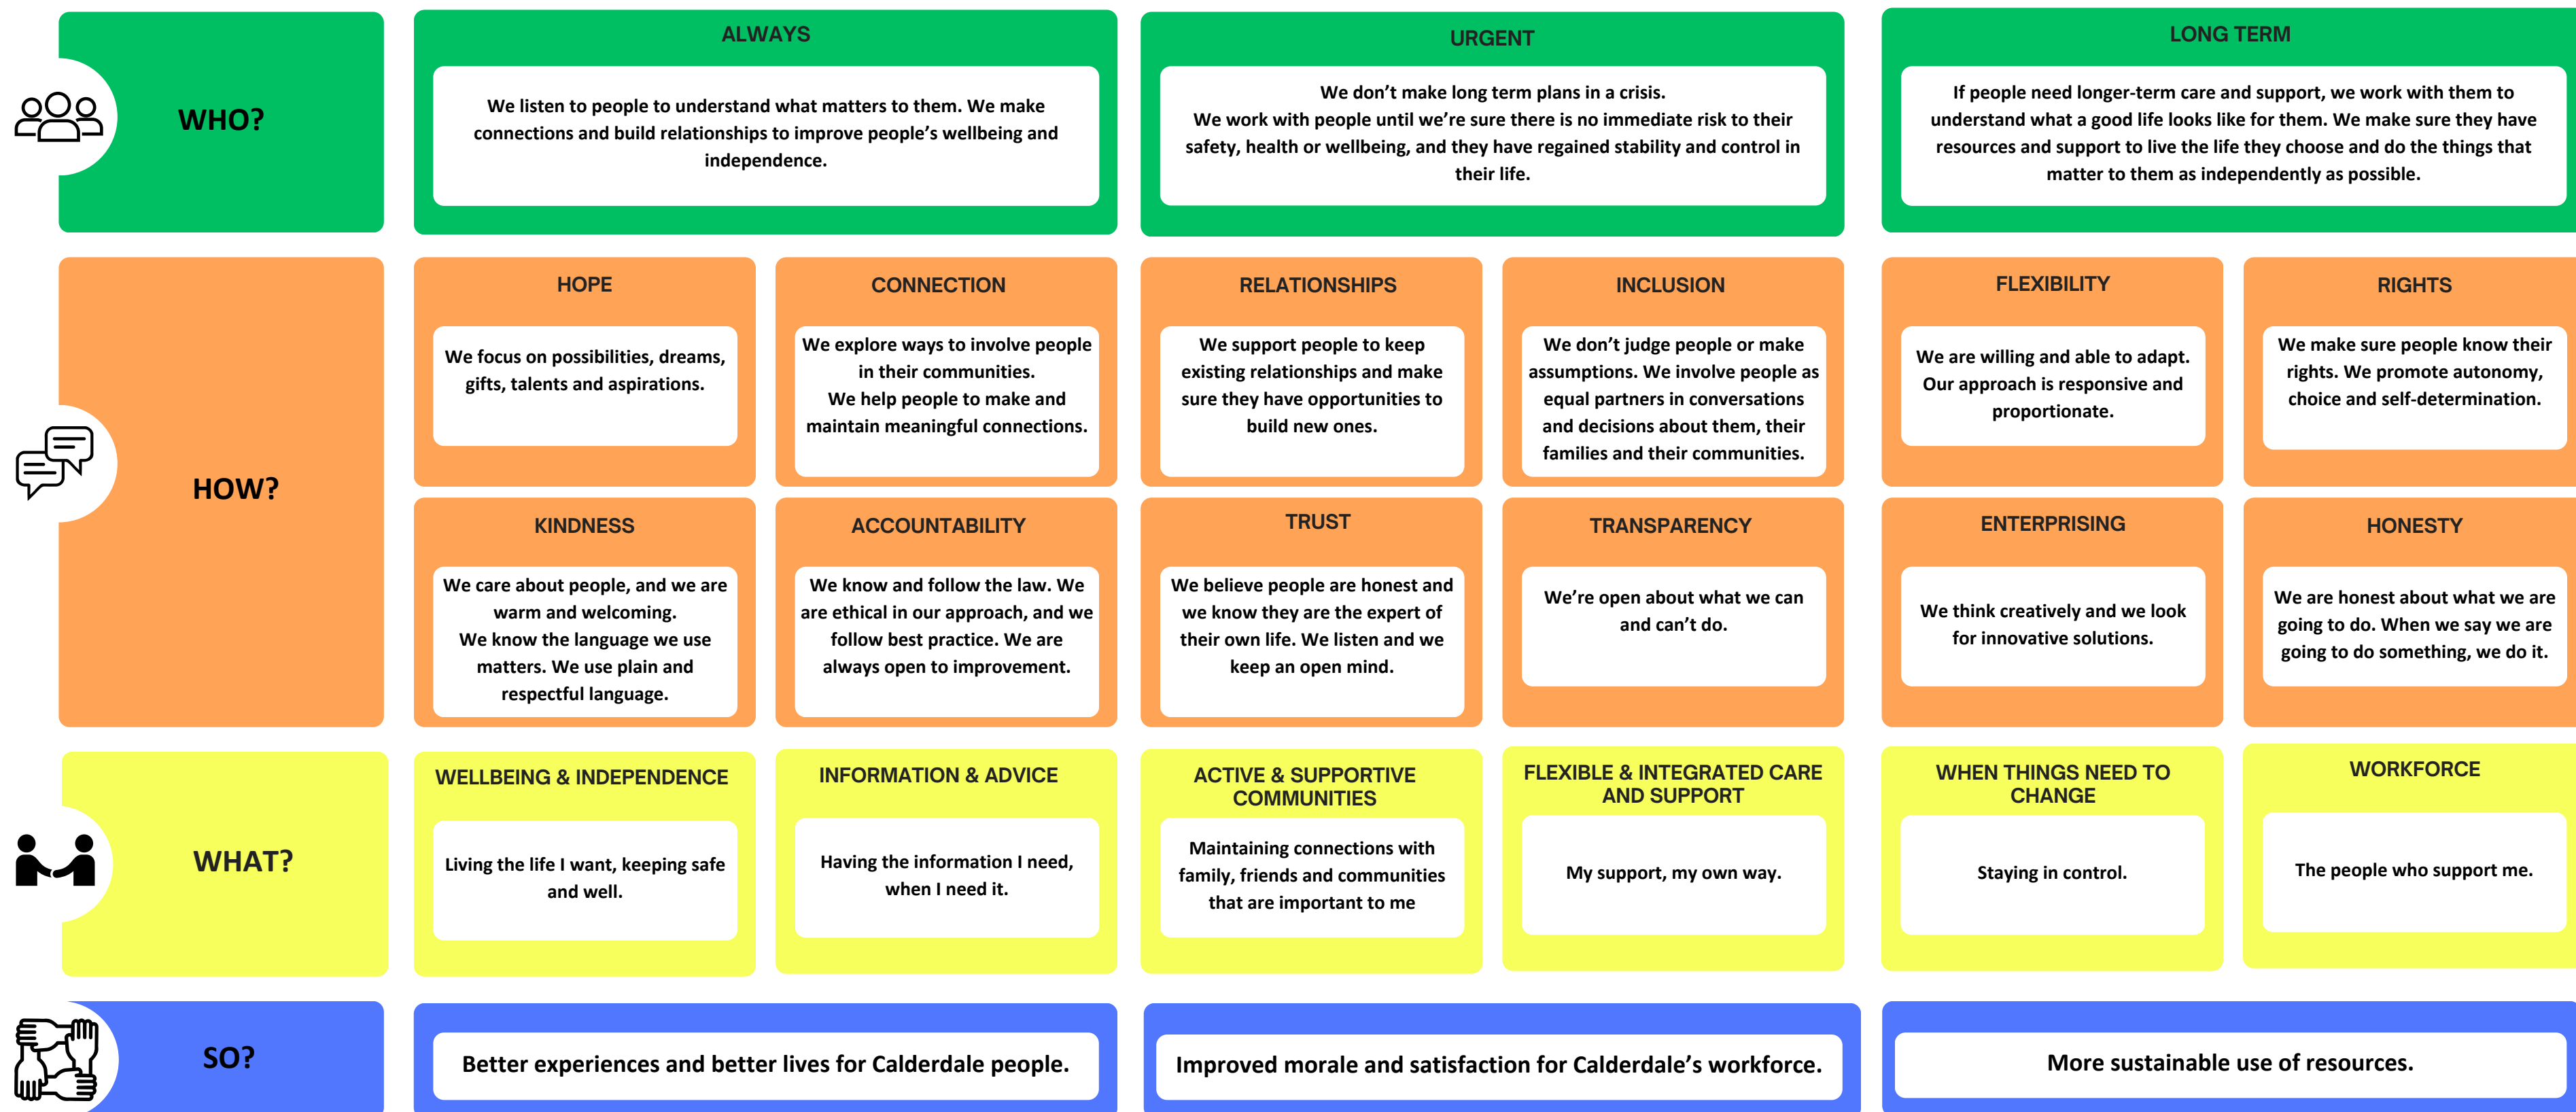 WHO?
ALWAYS
We listen to people to understand what matters to them. We make
connections and build relationships to improve people's wellbeing and
independence.
URGENT
We don't make long term plans in a crisis.
We work with people until we're sure there is no immediate risk to their
safety, health or wellbeing, and they have regained stability and control in
their life.
LONG TERM
If people need longer-term care and support, we work with them to
understand what a good life looks like for them. We make sure they have
resources and support to live the life they choose and do the things that
matter to them as independently as possible.
HOW?
HOPE
We focus on possibilities, dreams,
gifts, talents and aspirations.
CONNECTION
We explore ways to involve people
in their communities.
We help people to make and
maintain meaningful connections.
RELATIONSHIPS
We support people to keep
existing relationships and make
sure they have opportunities to
build new ones.
INCLUSION
We don't judge people or make
assumptions. We involve people as
equal partners in conversations
and decisions about them, their
families and their communities.
FLEXIBILITY
We are willing and able to adapt.
Our approach is responsive and
proportionate.
RIGHTS
We make sure people know their
rights. We promote autonomy,
choice and self-determination.
KINDNESS
We care about people, and we are
warm and welcoming.
We know the language we use
matters. We use plain and
respectful language.
ACCOUNTABILITY
We know and follow the law. We
are ethical in our approach, and we
follow best practice. We are
always open to improvement.
TRUST
We believe people are honest and
we know they are the expert of
their own life. We listen and we
keep an open mind.
TRANSPARENCY
We're open about what we can
and can't do.
ENTERPRISING
We think creatively and we look
for innovative solutions.
HONESTY
We are honest about what we are
going to do. When we say we are
going to do something, we do it.
WHAT?
WELLBEING & INDEPENDENCE
Living the life I want, keeping safe
and well.
INFORMATION & ADVICE
Having the information I need,
when I need it.
ACTIVE & SUPPORTIVE
COMMUNITIES
Maintaining connections with
family, friends and communities
that are important to me
FLEXIBLE & INTEGRATED CARE
AND SUPPORT
My support, my own way.
WHEN THINGS NEED TO
CHANGE
Staying in control.
WORKFORCE
The people who support me.
SO?
Better experiences and better lives for Calderdale people.
Improved morale and satisfaction for Calderdale's workforce.
More sustainable use of resources.